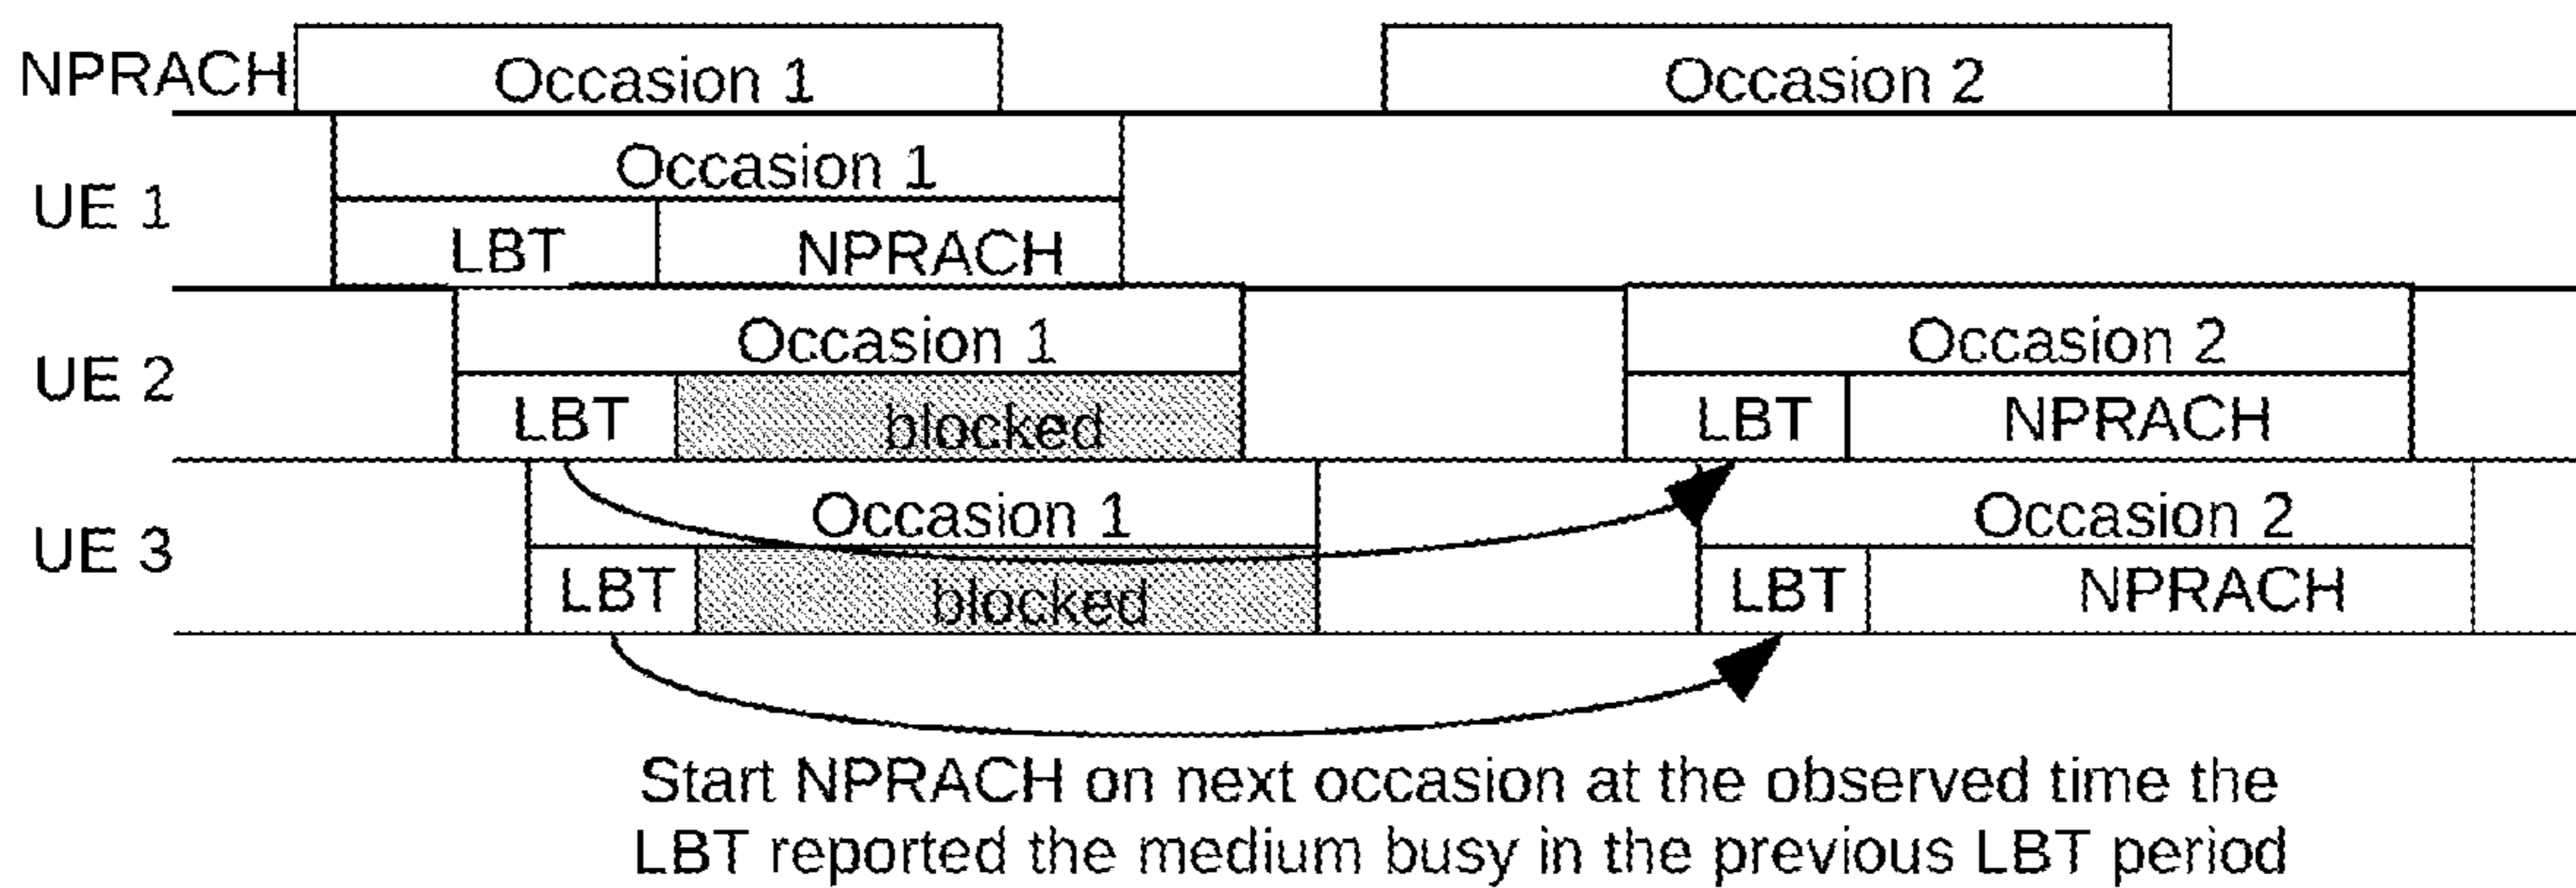 NPRACH Occasion 1 Occasion 2
Occasion 1
UE 1
LBT NPRACH
Occasion 1 Occasion 2
UE 2
LBT blocked LBT NPRACH
Occasion 1 Occasion 2
UE 3
LBT blocked LBT NPRACH
Start NPRACH on next occasion at the observed time the
LBT reported the medium busy in the previous LBT period